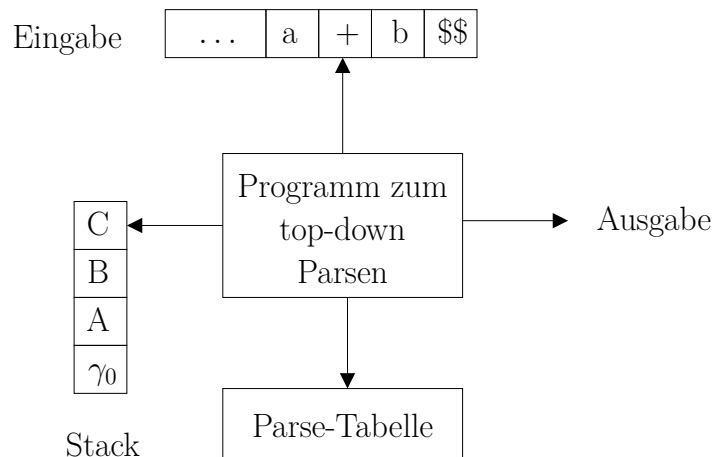 Eingabe
... a + b $$
Programm zum
top-down
Parsen
Ausgabe
C
B
A
γ₀
Stack
Parse-Tabelle